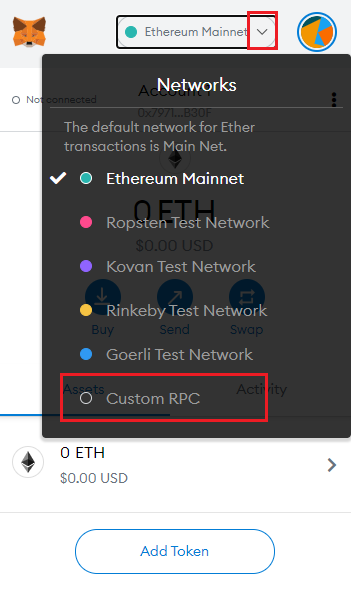 Ethereum Mainnet
Networks
Account 1
Not connected
The default network for Ether
transactions is Main Net.
Ethereum Mainnet
0 ETH
Ropsten Test Network
$0.00 USD
Kovan Test Network
Rinkeby Test Network
Buy
Send
Swap
Goerli Test Network
Assets
Activity
Custom RPC
0 ETH
$0.00 USD
Add Token